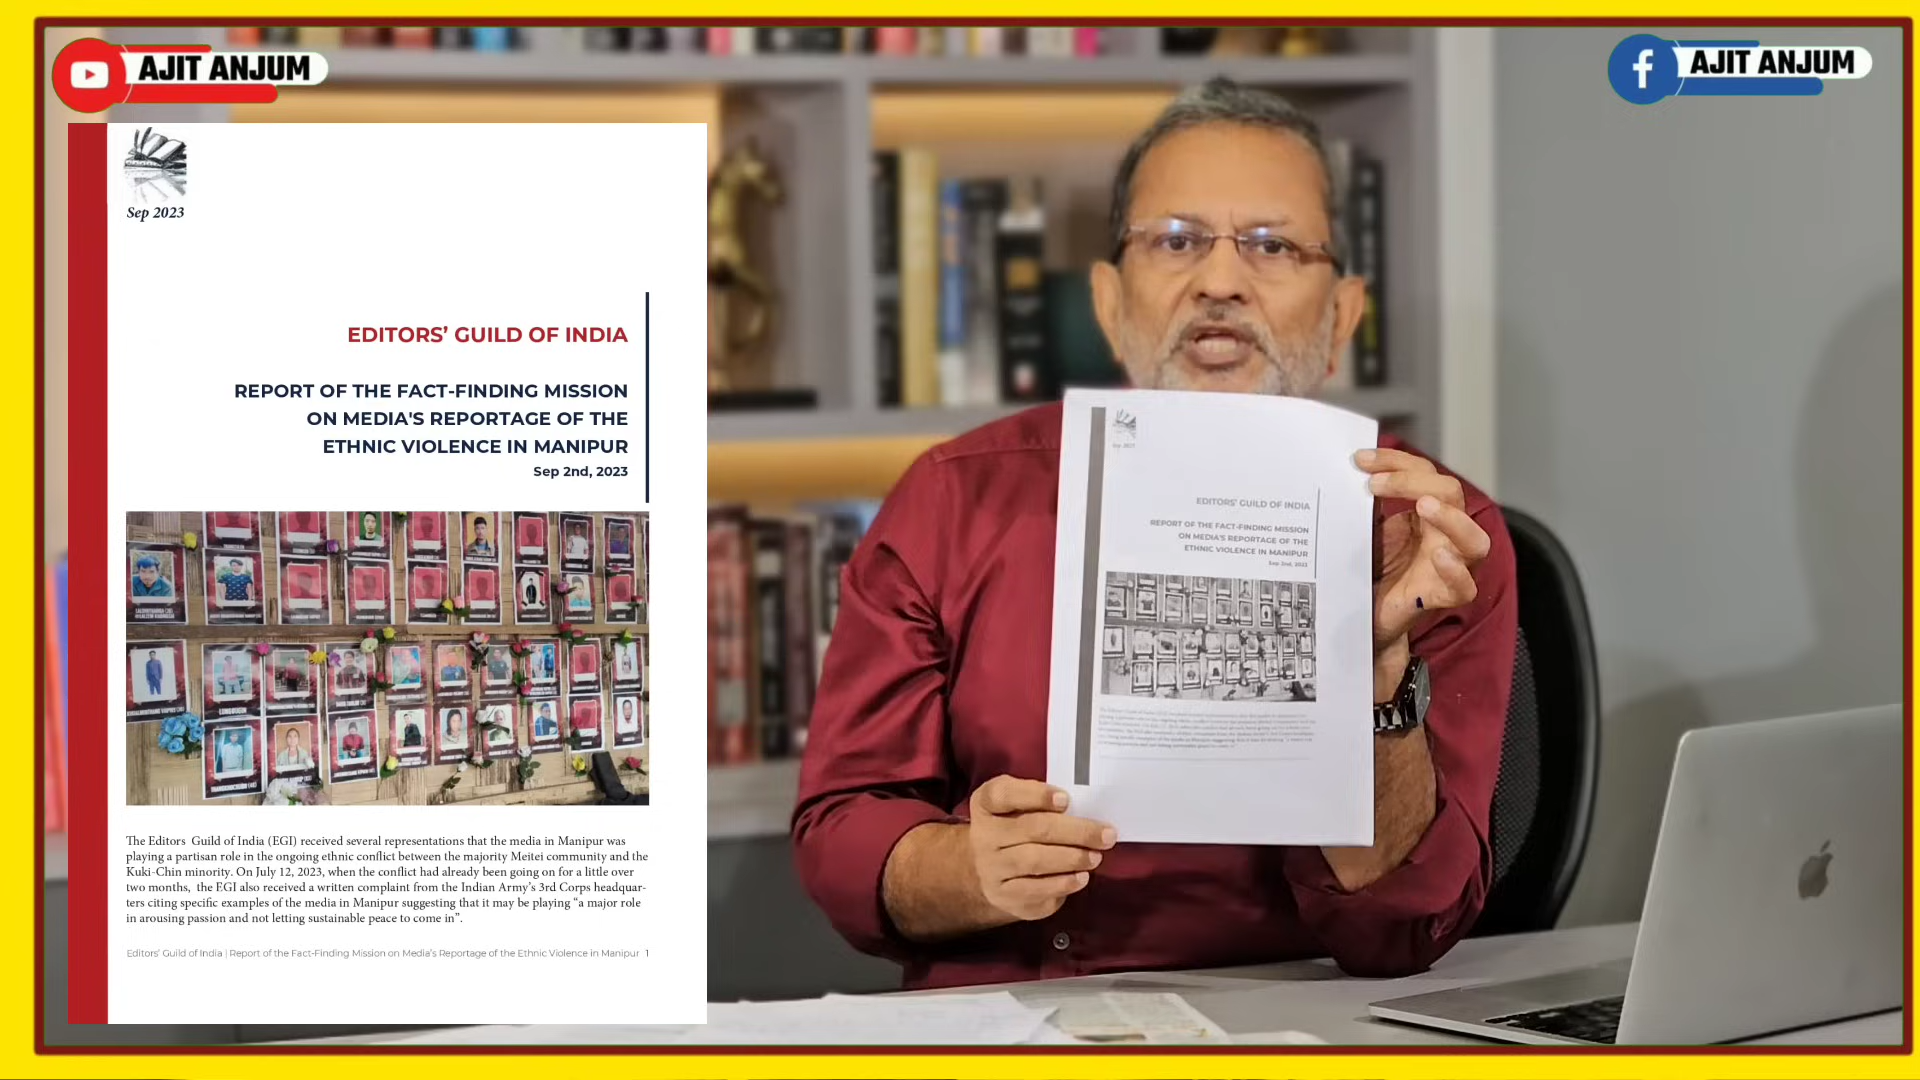 AJIT ANJUM
AJIT ANJUM
Sep 2023
EDITORS’ GUILD OF INDIA
REPORT OF THE FACT-FINDING MISSION
ON MEDIA'S REPORTAGE OF THE
ETHNIC VIOLENCE IN MANIPUR
Sep 2nd, 2023
The Editors Guild of India (EGI) received several representations that the media in Manipur was
playing a partisan role in the ongoing ethnic conflict between the majority Meitei community and the
Kuki-Chin minority. On July 12, 2023, when the conflict had already been going on for a little over
two months, the EGI also received a written complaint from the Indian Army’s 3rd Corps headquar-
ters citing specific examples of the media in Manipur suggesting that it may be playing “a major role
in arousing passion and not letting sustainable peace to come in”.
Editors’ Guild of India | Report of the Fact-Finding Mission on Media’s Reportage of the Ethnic Violence in Manipur 1
Sep 2023
EDITORS’ GUILD OF INDIA
REPORT OF THE FACT-FINDING MISSION
ON MEDIA'S REPORTAGE OF THE
ETHNIC VIOLENCE IN MANIPUR
Sep 2nd, 2023